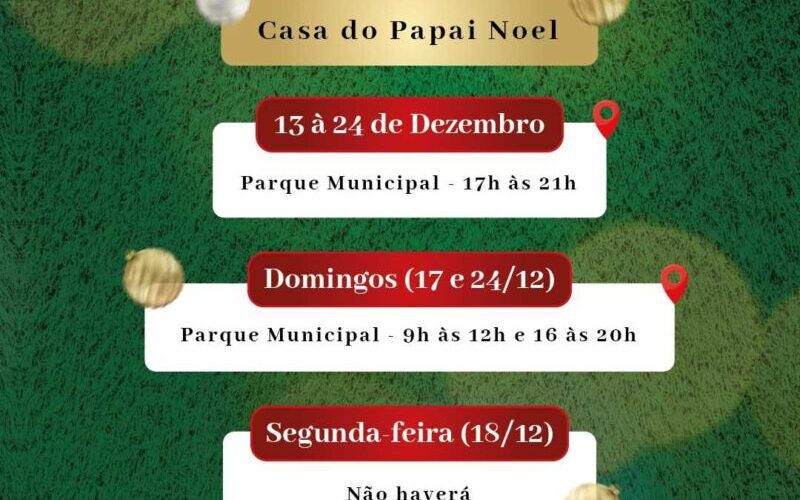 Casa do Papai Noel
13 à 24 de Dezembro
Parque Municipal - 17h às 21h
Domingos (17 e 24/12)
Parque Municipal - 9h às 12h e 16 às 20h
Segunda-feira (18/12)
Não haverá